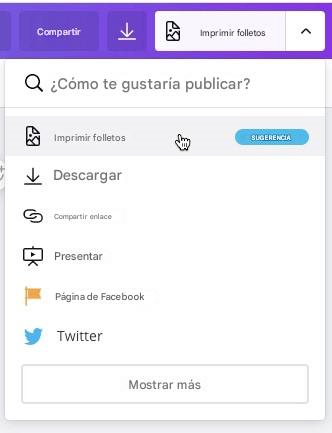 Compartir
Imprimir folletos
¿Cómo te gustaría publicar?
Imprimir folletos
SUGERENCIA
Descargar
Compartir enlace
Presentar
Página de Facebook
Twitter
Mostrar más